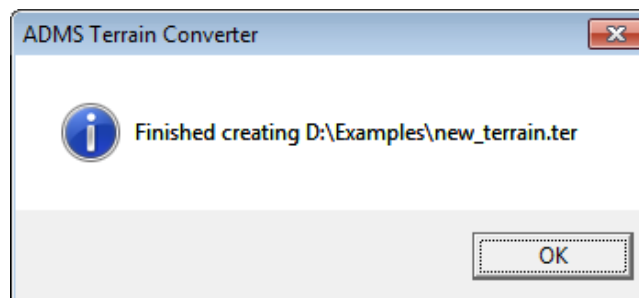 ADMS Terrain Converter
Finished creating D:\Examples\new_terrain.ter
OK